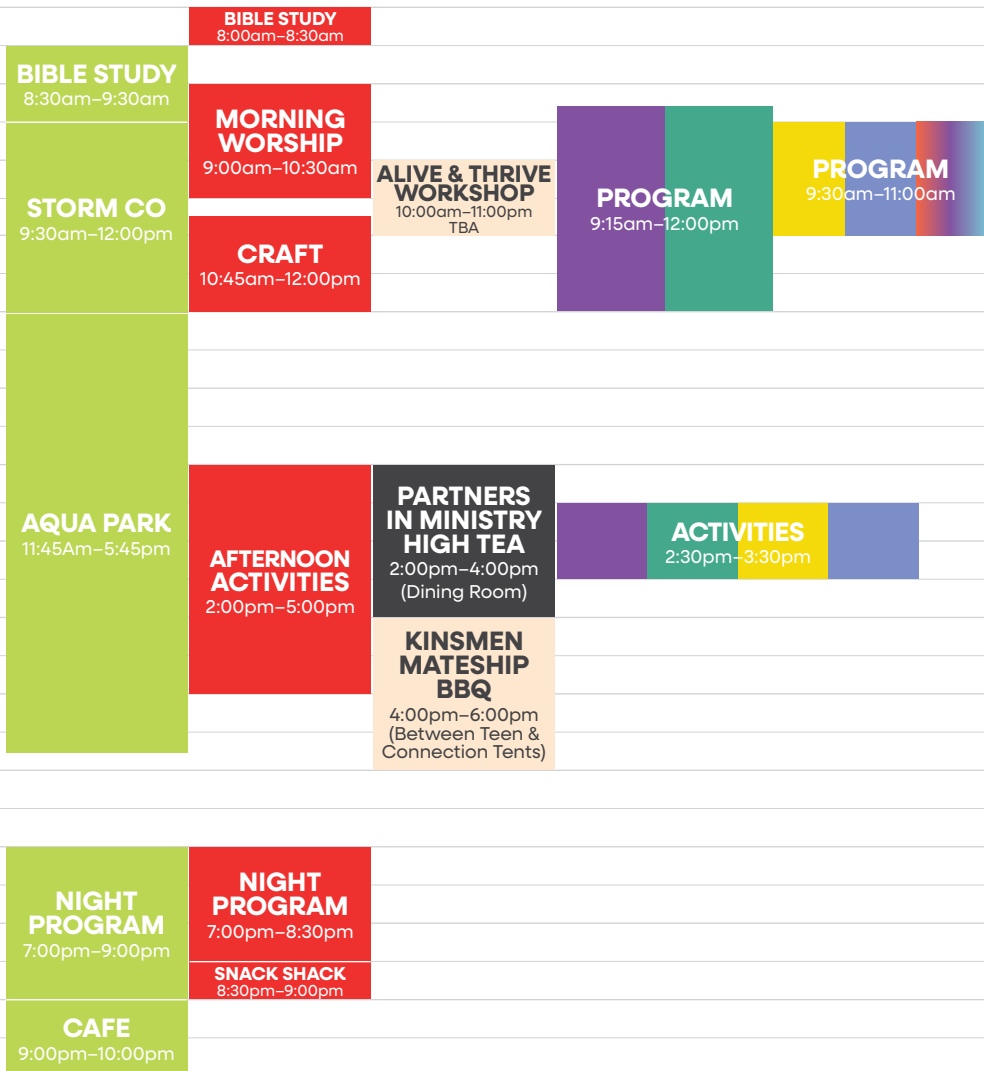 BIBLE STUDY
8:30am–9:30am
STORM CO
9:30am–12:00pm
AQUA PARK
11:45Am–5:45pm
NIGHT
PROGRAM
7:00pm–9:00pm
CAFE
9:00pm–10:00pm
BIBLE STUDY
8:00am–8:30am
MORNING
WORSHIP
9:00am–10:30am
CRAFT
10:45am–12:00pm
AFTERNOON
ACTIVITIES
2:00pm–5:00pm
NIGHT
PROGRAM
7:00pm–8:30pm
SNACK SHACK
8:30pm–9:00pm
ALIVE & THRIVE
WORKSHOP
10:00am–11:00pm
TBA
PARTNERS
IN MINISTRY
HIGH TEA
2:00pm–4:00pm
(Dining Room)
KINSMEN
MATESHIP
BBQ
4:00pm–6:00pm
(Between Teen &
Connection Tents)
PROGRAM
9:15am–12:00pm
PROGRAM
9:30am–11:00am
ACTIVITIES
2:30pm–3:30pm